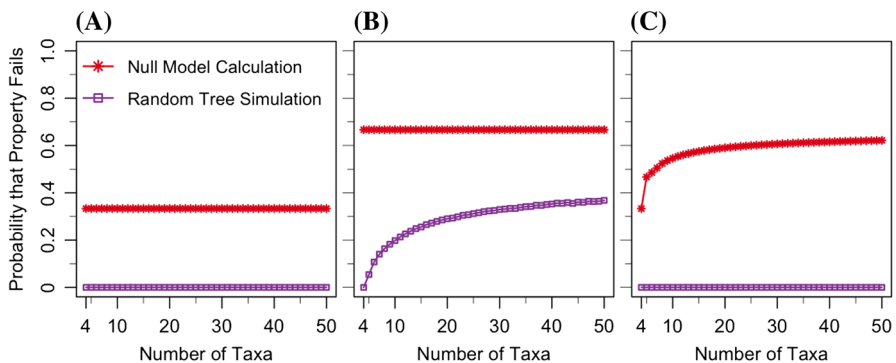 (A) (B) (C)
Probability that Property Fails
1.0
0.8
0.6
0.4
0.2
0
Null Model Calculation
Random Tree Simulation
4 10 20 30 40 50 4 10 20 30 40 50 4 10 20 30 40 50
Number of Taxa Number of Taxa Number of Taxa